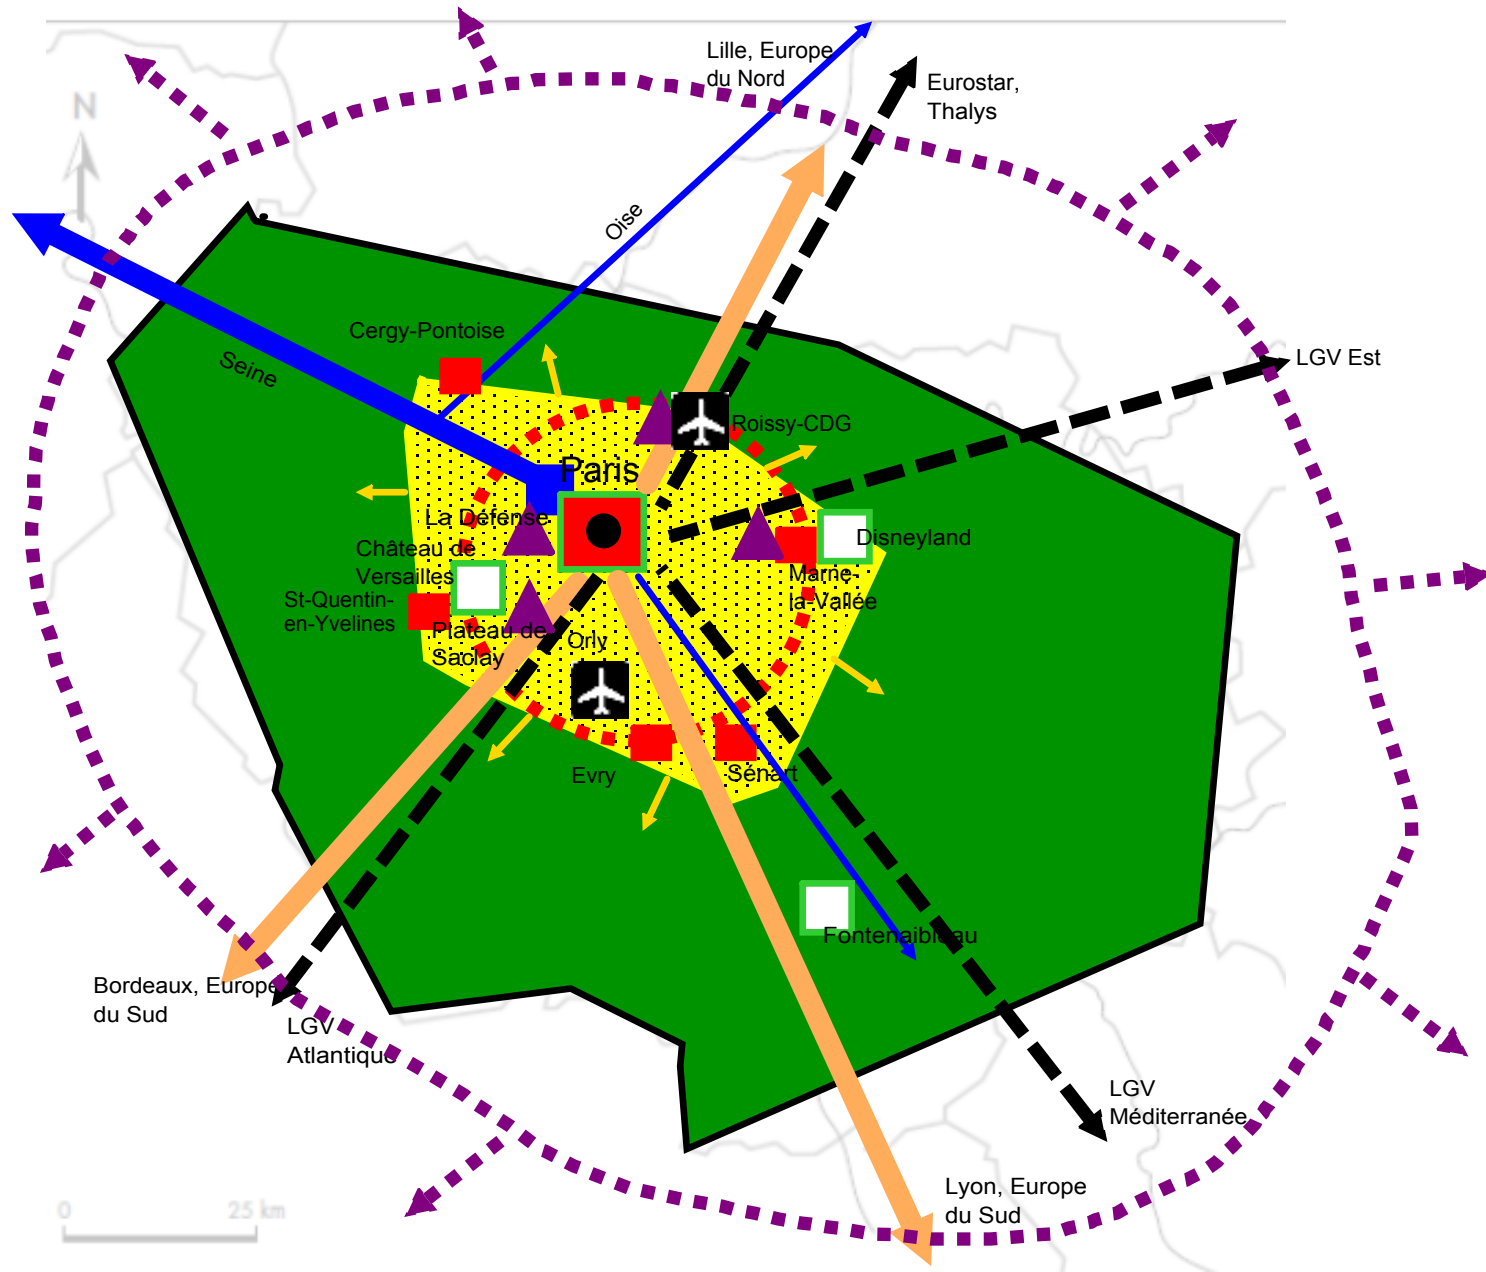 Lille, Europe
du Nord
Eurostar,
Thalys
N
Oise
Cergy-Pontoise
Seine
LGV Est
Roissy-CDG
Paris
La Défense
Disneyland
Château de
Versailles
Marne-
la-Vallée
St-Quentin-
en-Yvelines
Plateau de
Saclay
Orly
Evry
Sénart
Fontenaibleau
Bordeaux, Europe
du Sud
LGV
Atlantique
LGV
Méditerranée
Lyon, Europe
du Sud
0 25 km